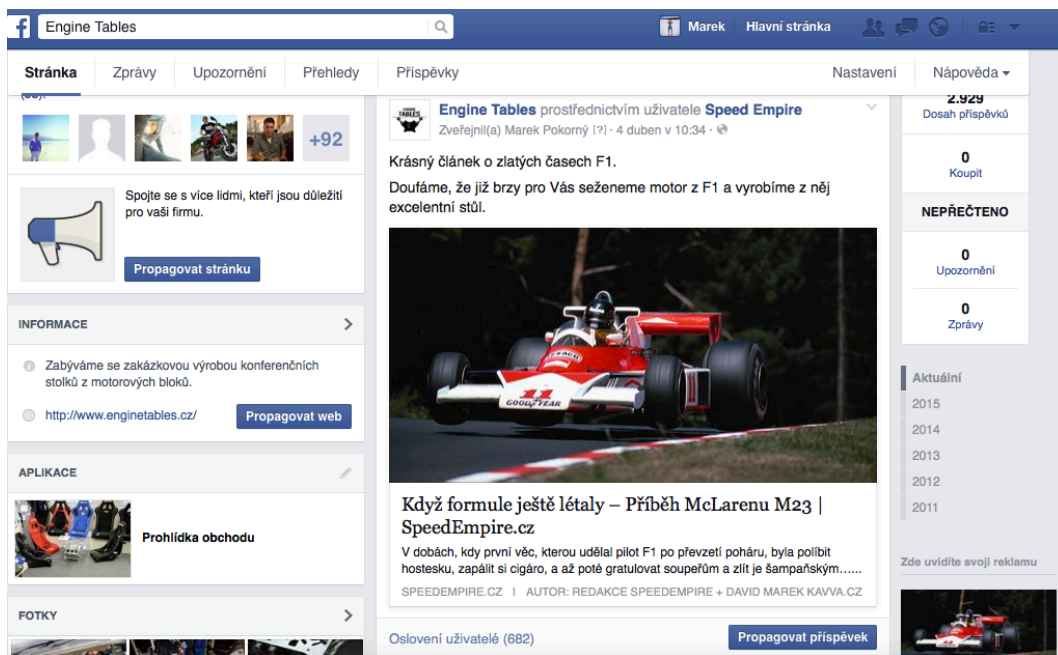 Engine Tables
Marek
Hlavní stránka
Stránka
Zprávy
Upozornění
Přehledy
Příspěvky
Nastavení
Nápověda
+92
Spojte se s více lidmi, kteří jsou důležití
pro vaši firmu.
Propagovat stránku
INFORMACE
Zabýváme se zakázkovou výrobou konferenčních
stolků z motorových bloků.
http://www.enginetables.cz/
Propagovat web
APLIKACE
Prohlídka obchodu
FOTKY
TABLES
Engine Tables prostřednictvím uživatele Speed Empire
Zveřejnil(a) Marek Pokorný [?] · 4 duben v 10:34 ·
Krásný článek o zlatých časech F1.
Doufáme, že již brzy pro Vás seženeme motor z F1 a vyrobíme z něj
excelentní stůl.
TEXACO
11
GOODYEAR
11
Když formule ještě létaly – Příběh McLarenu M23 |
SpeedEmpire.cz
V dobách, kdy první věc, kterou udělal pilot F1 po převzetí poháru, byla políbit
hostesku, zapálit si cigáro, a až poté gratulovat soupeřům a zlít je šampaňským…...
SPEEDEMPIRE.CZ | AUTOR: REDAKCE SPEEDEMPIRE + DAVID MAREK KAVVA.CZ
Oslovení uživatelé (682)
Propagovat příspěvek
2.929
Dosah příspěvků
0
Koupit
NEPŘEČTENO
0
Upozornění
0
Zprávy
Aktuální
2015
2014
2013
2012
2011
Zde uvidíte svoji reklamu